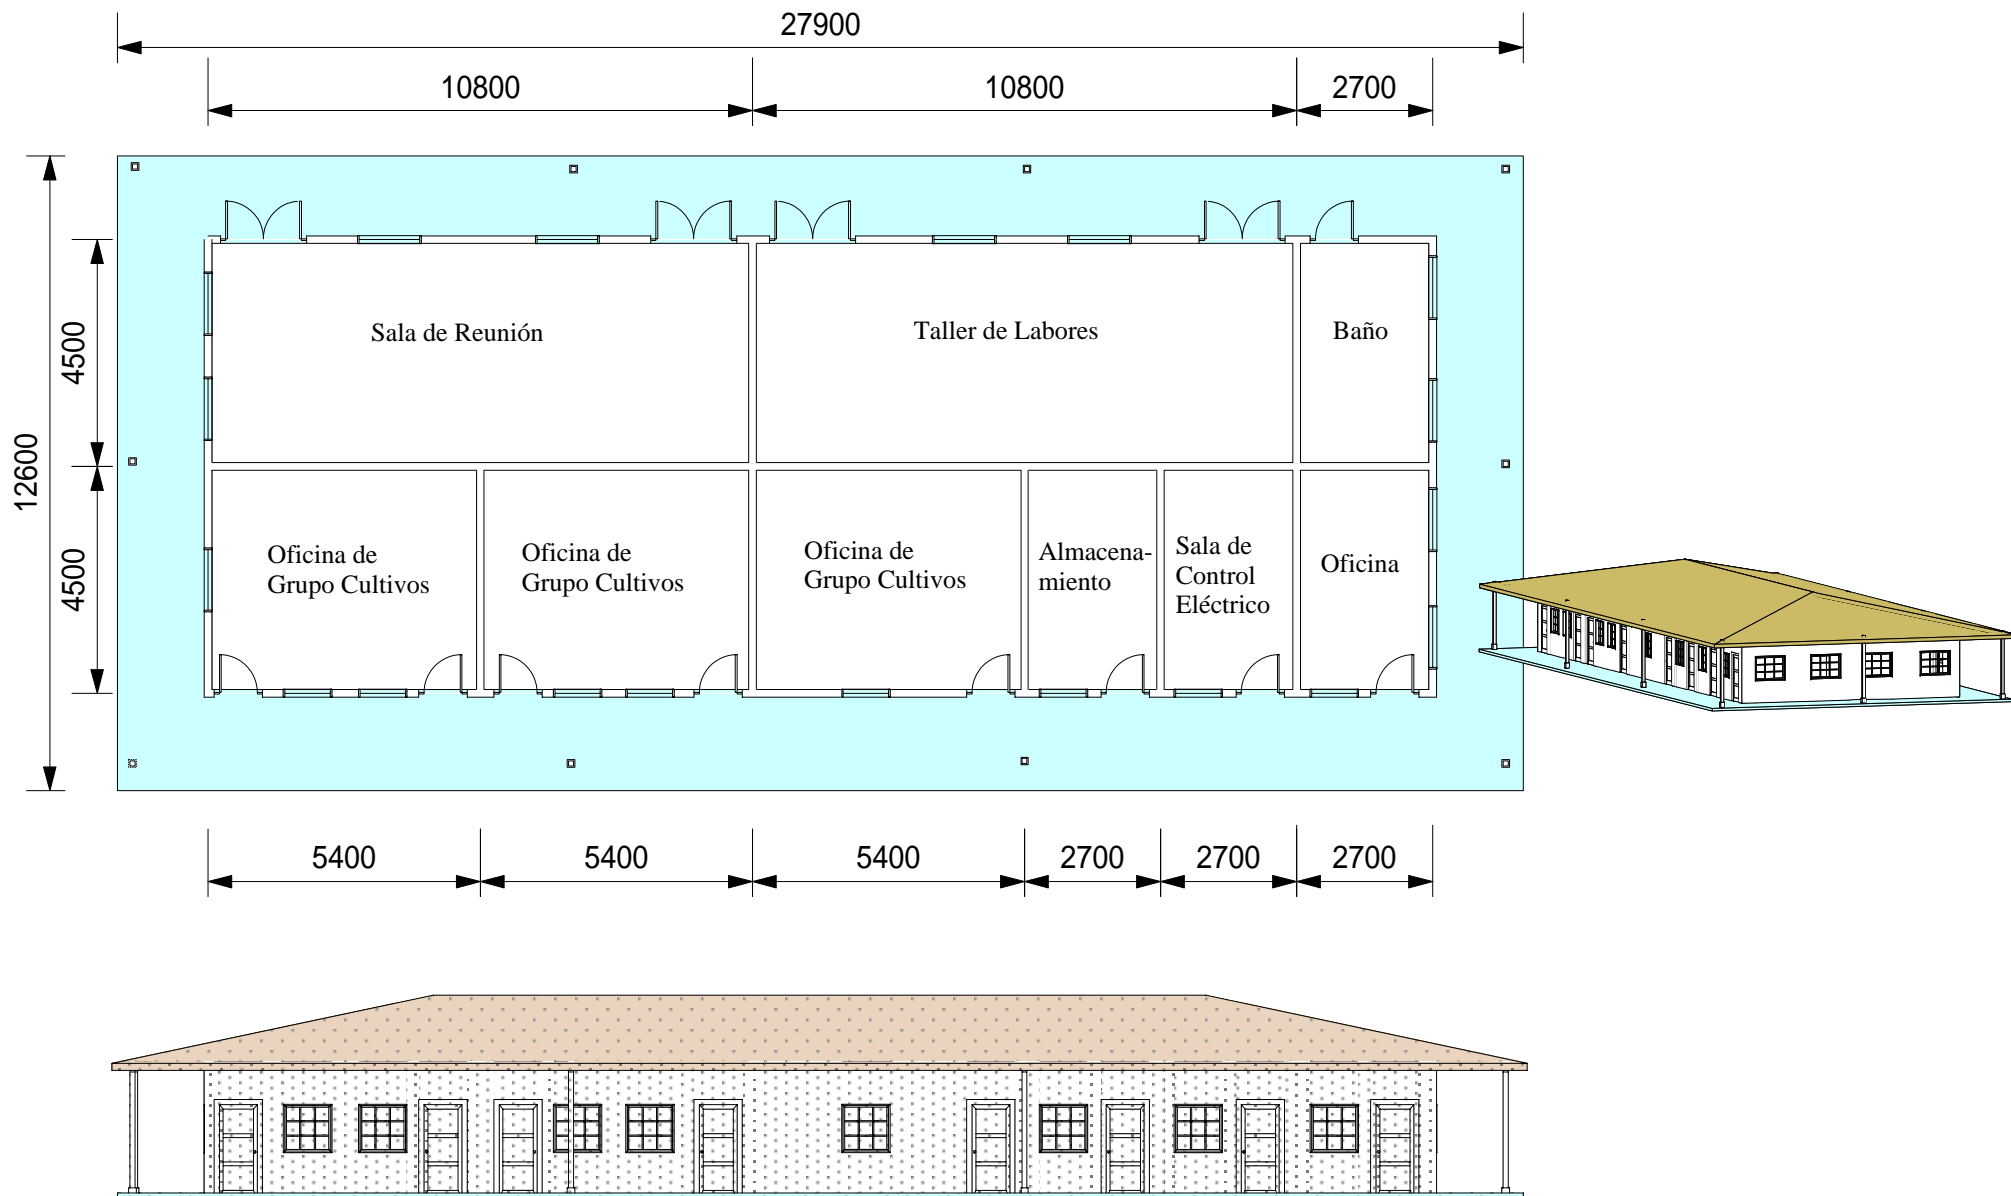 27900
10800
10800
2700
12600
4500
4500
Sala de Reunión
Taller de Labores
Baño
Oficina de
Grupo Cultivos
Oficina de
Grupo Cultivos
Oficina de
Grupo Cultivos
Almacena-
miento
Sala de
Control
Eléctrico
Oficina
5400
5400
5400
2700
2700
2700